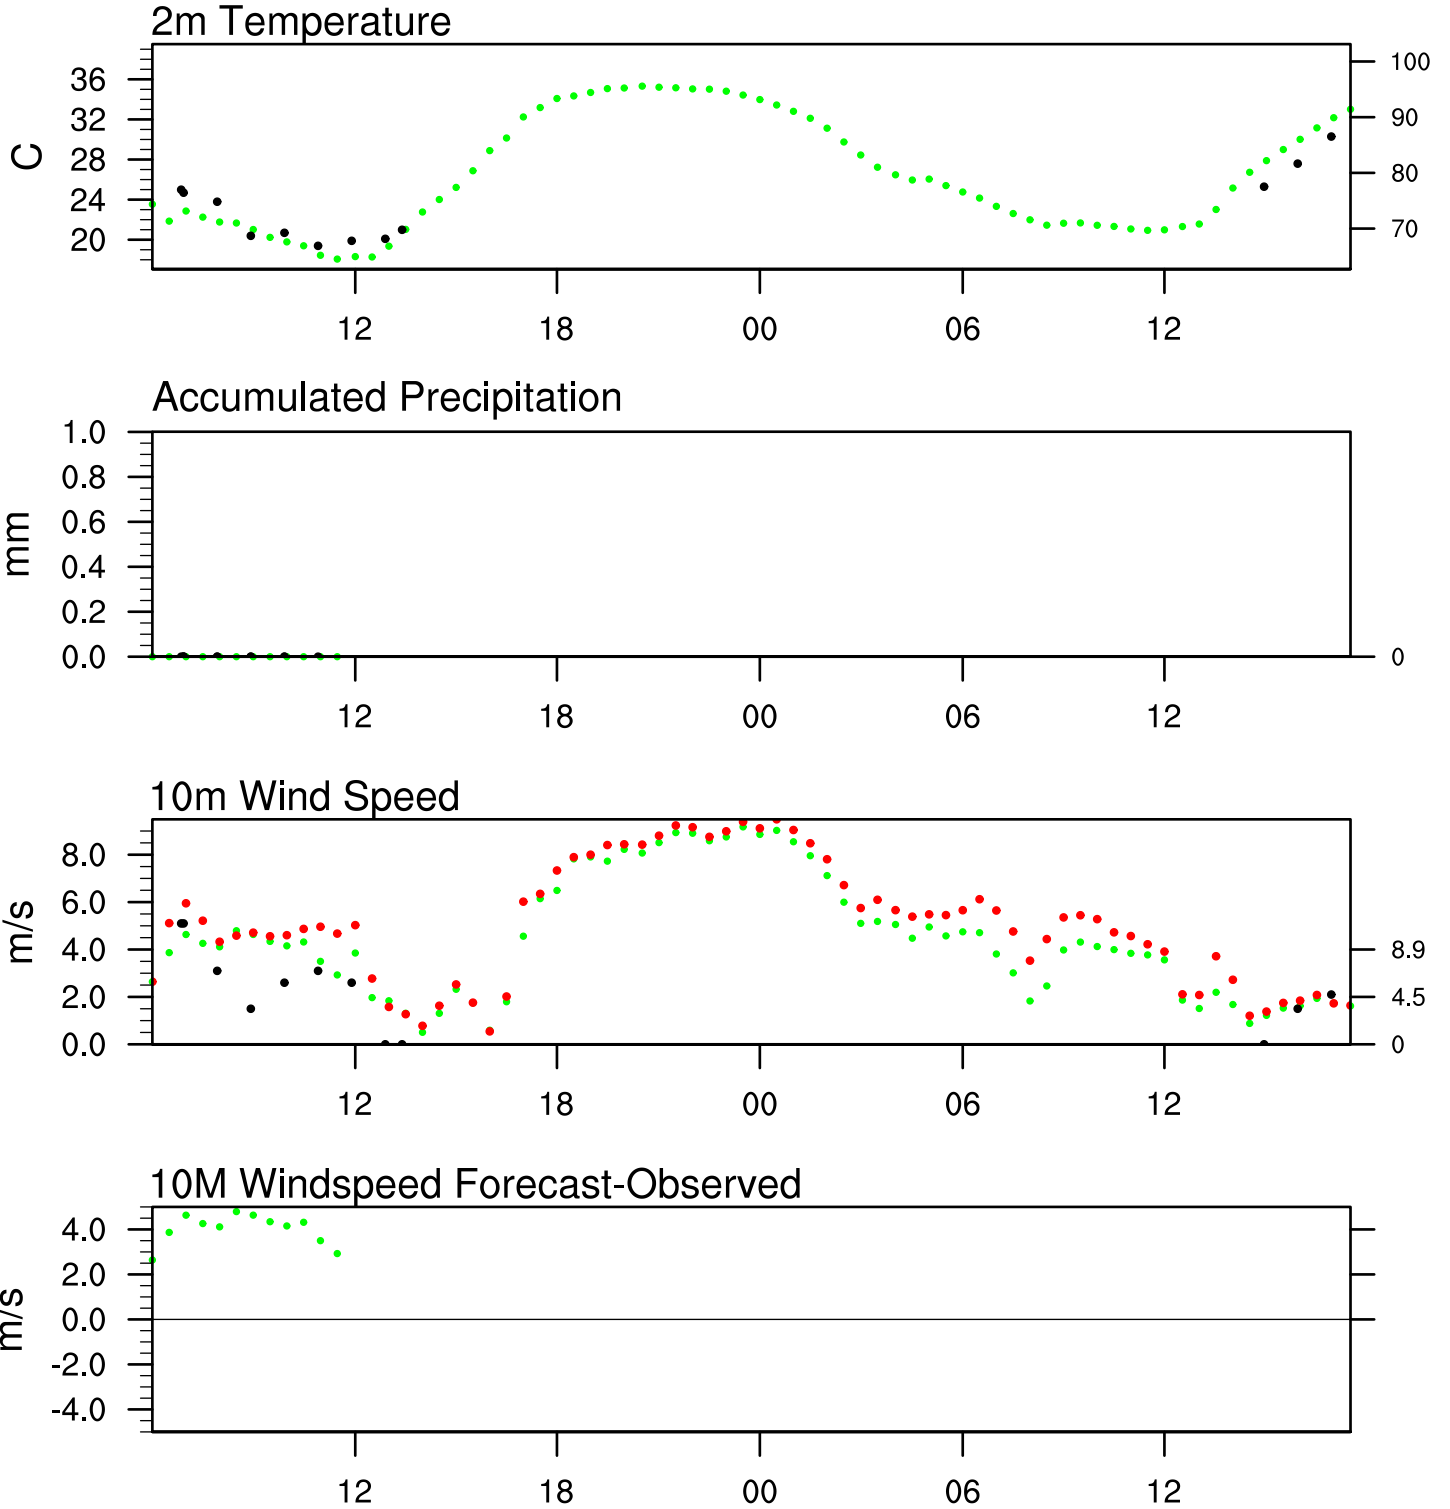 2m Temperature
36
32
28
24
20
C
100
90
80
70
12 18 00 06 12
Accumulated Precipitation
1.0
0.8
0.6
0.4
0.2
0.0
mm
0
12 18 00 06 12
10m Wind Speed
8.0
6.0
4.0
2.0
0.0
m/s
8.9
4.5
0
12 18 00 06 12
10M Windspeed Forecast-Observed
4.0
2.0
0.0
-2.0
-4.0
m/s
12 18 00 06 12